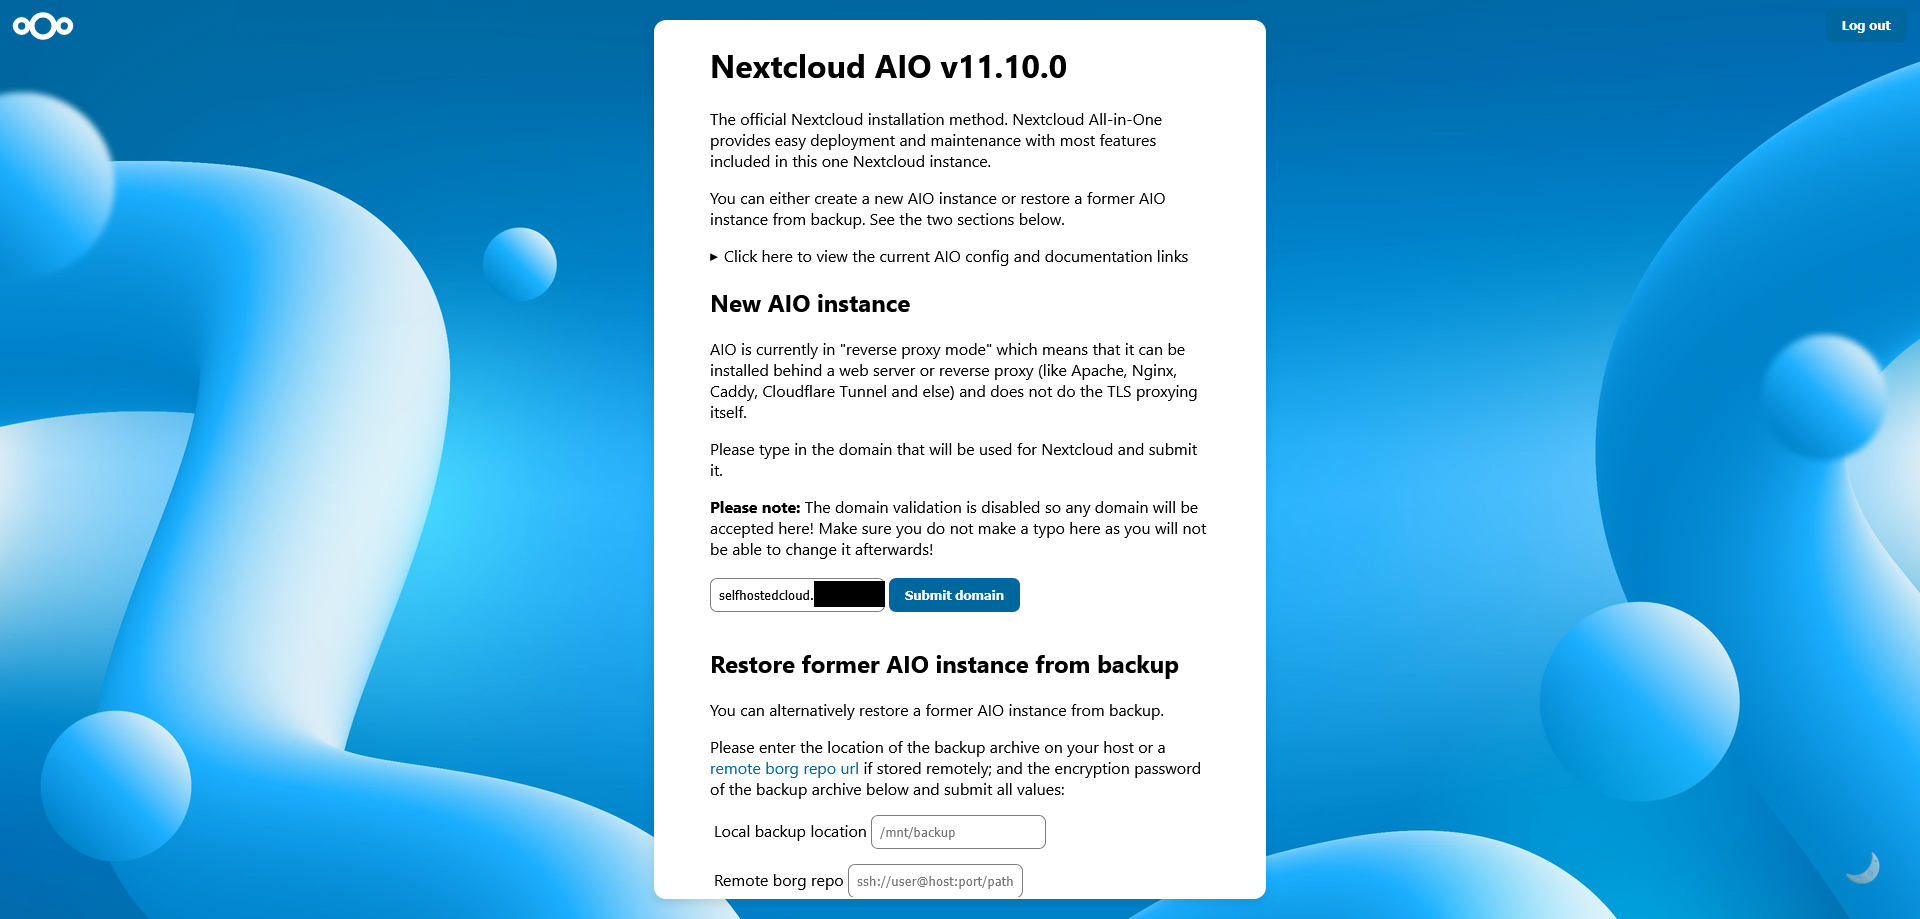 Log out
Nextcloud AIO v11.10.0
The official Nextcloud installation method. Nextcloud All-in-One
provides easy deployment and maintenance with most features
included in this one Nextcloud instance.
You can either create a new AIO instance or restore a former AIO
instance from backup. See the two sections below.
▸ Click here to view the current AIO config and documentation links
New AIO instance
AIO is currently in "reverse proxy mode" which means that it can be
installed behind a web server or reverse proxy (like Apache, Nginx,
Caddy, Cloudflare Tunnel and else) and does not do the TLS proxying
itself.
Please type in the domain that will be used for Nextcloud and submit
it.
Please note: The domain validation is disabled so any domain will be
accepted here! Make sure you do not make a typo here as you will not
be able to change it afterwards!
selfhostedcloud. Submit domain
Restore former AIO instance from backup
You can alternatively restore a former AIO instance from backup.
Please enter the location of the backup archive on your host or a
remote borg repo url if stored remotely; and the encryption password
of the backup archive below and submit all values:
Local backup location /mnt/backup
Remote borg repo ssh://user@host:port/path